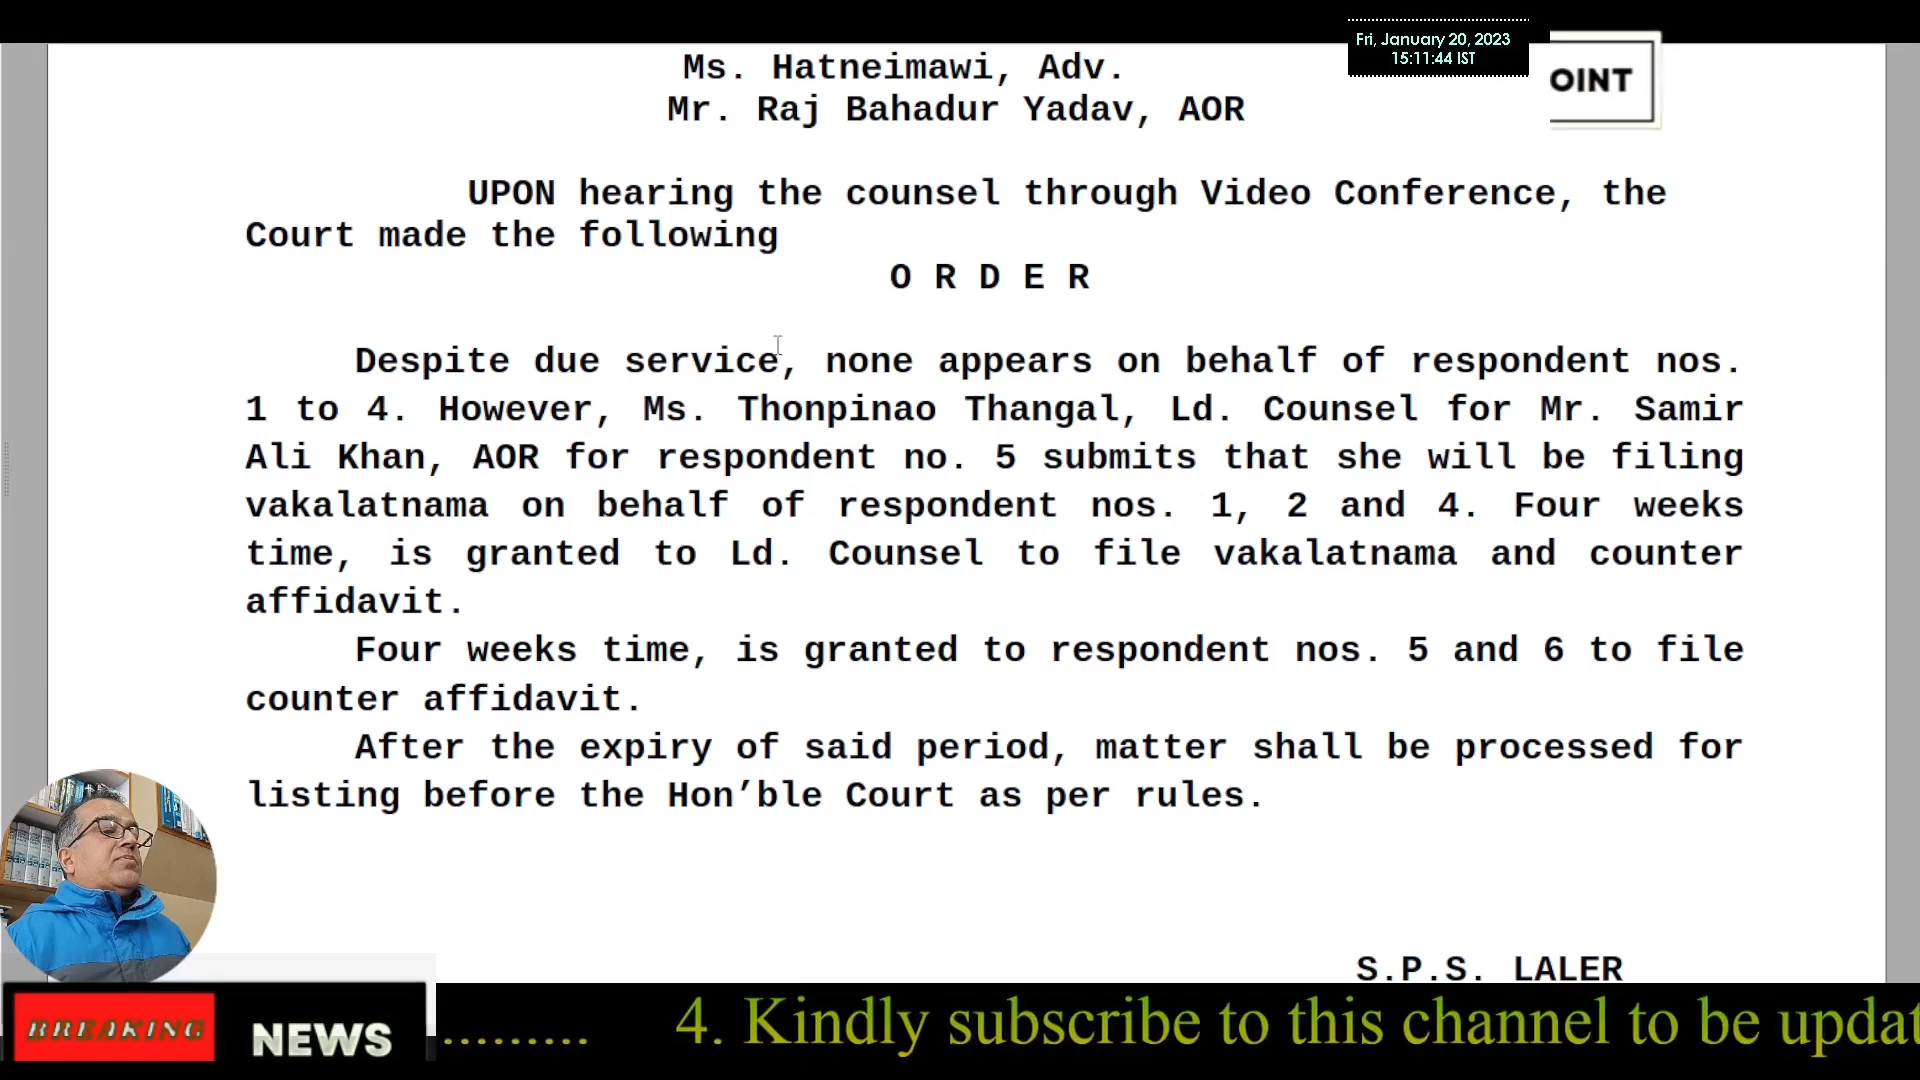 Fri, January 20, 2023
15:11:44 IST
OINT
Ms. Hatneimawi, Adv.
Mr. Raj Bahadur Yadav, AOR
UPON hearing the counsel through Video Conference, the
Court made the following
O R D E R
Despite due service, none appears on behalf of respondent nos.
1 to 4. However, Ms. Thonpinao Thangal, Ld. Counsel for Mr. Samir
Ali Khan, AOR for respondent no. 5 submits that she will be filing
vakalatnama on behalf of respondent nos. 1, 2 and 4. Four weeks
time, is granted to Ld. Counsel to file vakalatnama and counter
affidavit.
Four weeks time, is granted to respondent nos. 5 and 6 to file
counter affidavit.
After the expiry of said period, matter shall be processed for
listing before the Hon’ble Court as per rules.
S.P.S. LALER
BREAKING
NEWS
......... 4. Kindly subscribe to this channel to be updat